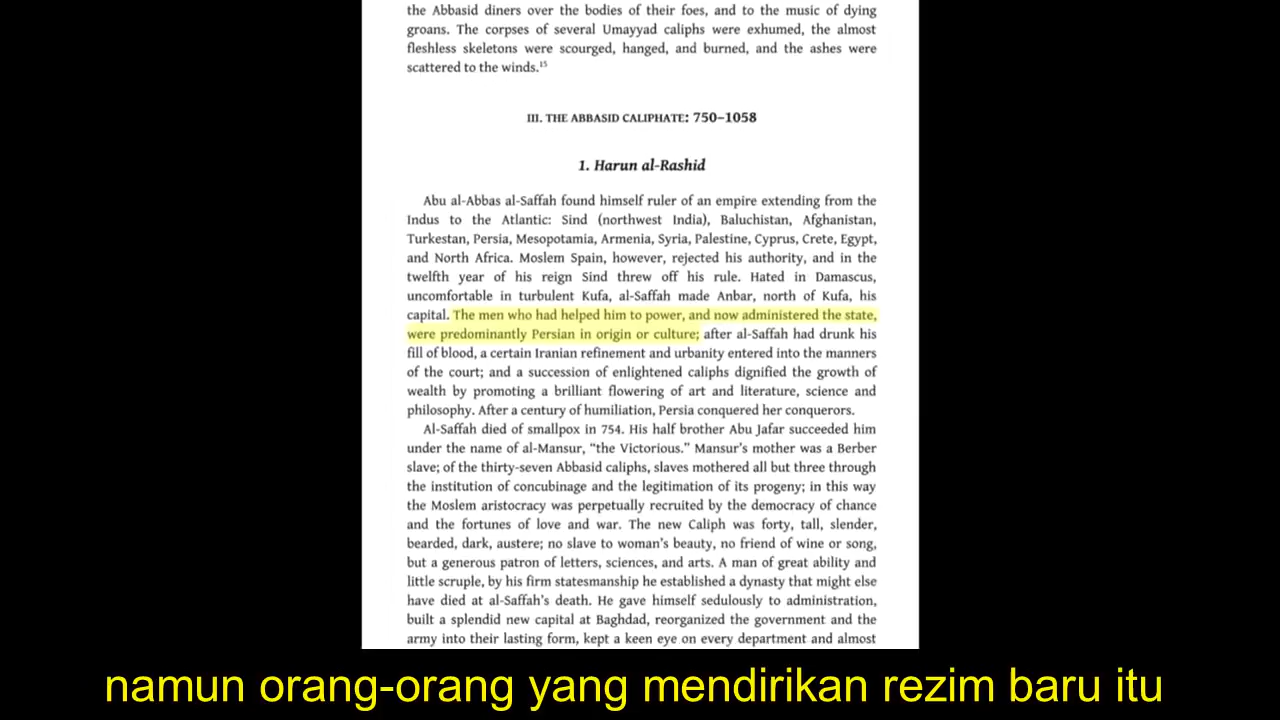 the Abbasid diners over the bodies of their foes, and to the music of dying
groans. The corpses of several Umayyad caliphs were exhumed, the almost
fleshless skeletons were scourged, hanged, and burned, and the ashes were
scattered to the winds.¹⁵
III. THE ABBASID CALIPHATE: 750–1058
1. Harun al-Rashid
Abu al-Abbas al-Saffah found himself ruler of an empire extending from the
Indus to the Atlantic: Sind (northwest India), Baluchistan, Afghanistan,
Turkestan, Persia, Mesopotamia, Armenia, Syria, Palestine, Cyprus, Crete, Egypt,
and North Africa. Moslem Spain, however, rejected his authority, and in the
twelfth year of his reign Sind threw off his rule. Hated in Damascus,
uncomfortable in turbulent Kufa, al-Saffah made Anbar, north of Kufa, his
capital. The men who had helped him to power, and now administered the state,
were predominantly Persian in origin or culture; after al-Saffah had drunk his
fill of blood, a certain Iranian refinement and urbanity entered into the manners
of the court; and a succession of enlightened caliphs dignified the growth of
wealth by promoting a brilliant flowering of art and literature, science and
philosophy. After a century of humiliation, Persia conquered her conquerors.
Al-Saffah died of smallpox in 754. His half brother Abu Jafar succeeded him
under the name of al-Mansur, “the Victorious.” Mansur’s mother was a Berber
slave; of the thirty-seven Abbasid caliphs, slaves mothered all but three through
the institution of concubinage and the legitimation of its progeny; in this way
the Moslem aristocracy was perpetually recruited by the democracy of chance
and the fortunes of love and war. The new Caliph was forty, tall, slender,
bearded, dark, austere; no slave to woman’s beauty, no friend of wine or song,
but a generous patron of letters, sciences, and arts. A man of great ability and
little scruple, by his firm statesmanship he established a dynasty that might else
have died at al-Saffah’s death. He gave himself sedulously to administration,
built a splendid new capital at Baghdad, reorganized the government and the
army into their lasting form, kept a keen eye on every department and almost
namun orang-orang yang mendirikan rezim baru itu